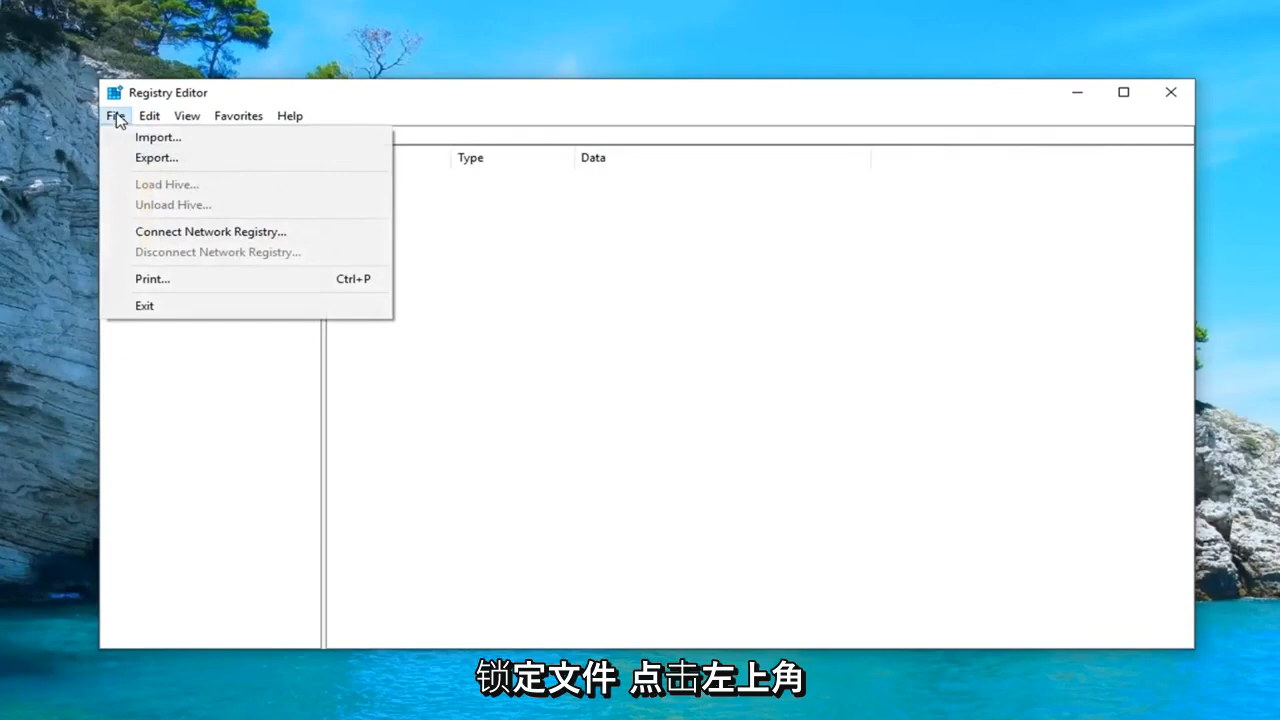 Registry Editor
File Edit View Favorites Help
Import...
Export...
Type Data
Load Hive...
Unload Hive...
Connect Network Registry...
Disconnect Network Registry...
Print... Ctrl+P
Exit
锁定文件 点击左上角